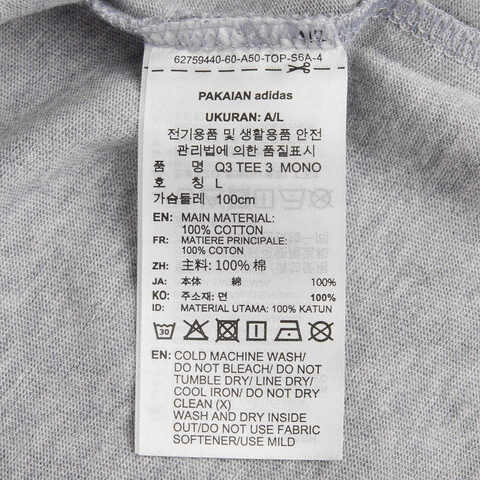 62759440-60-A50-TOP-S6A-4
PAKAIAN adidas
UKURAN: A/L
전기용품 및 생활용품 안전
관리법에 의한 품질표시
품 명 Q3 TEE 3 MONO
호 칭 L
가슴둘레 100cm
EN: MAIN MATERIAL:
100% COTTON
FR: MATIERE PRINCIPALE:
100% COTON
ZH: 主料: 100% 棉
JA: 本体 綿 100%
KO: 주소재: 면 100%
ID: MATERIAL UTAMA: 100% KATUN
30
EN: COLD MACHINE WASH/
DO NOT BLEACH/ DO NOT
TUMBLE DRY/ LINE DRY/
COOL IRON/ DO NOT DRY
CLEAN (X)
WASH AND DRY INSIDE
OUT/DO NOT USE FABRIC
SOFTENER/USE MILD